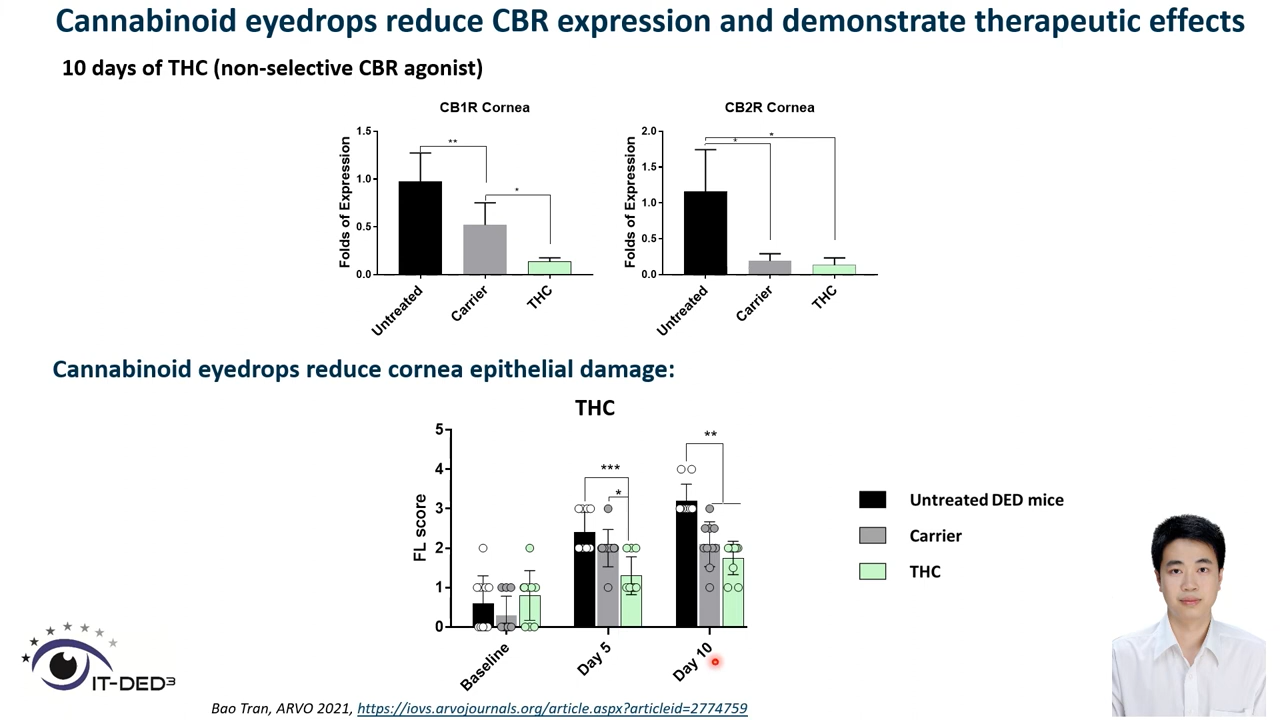 Cannabinoid eyedrops reduce CBR expression and demonstrate therapeutic effects
10 days of THC (non-selective CBR agonist)
CB1R Cornea
Folds of Expression
1.5
1.0
0.5
0.0
**
*
Untreated
Carrier
THC
CB2R Cornea
Folds of Expression
2.0
1.5
1.0
0.5
0.0
*
*
Untreated
Carrier
THC
Cannabinoid eyedrops reduce cornea epithelial damage:
THC
FL score
5
4
3
2
1
0
***
*
**
Baseline
Day 5
Day 10
Untreated DED mice
Carrier
THC
IT-DED³
Bao Tran, ARVO 2021, https://iovs.arvojournals.org/article.aspx?articleid=2774759